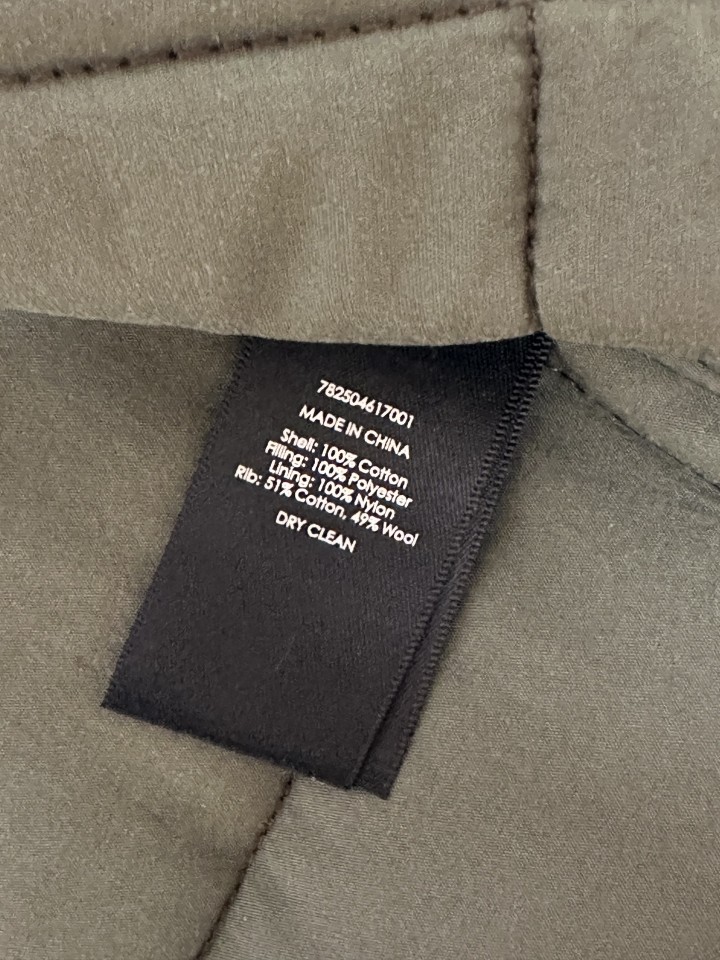 782504617001
MADE IN CHINA
Shell: 100% Cotton
Filling: 100% Polyester
Lining: 100% Nylon
Rib: 51% Cotton, 49% Wool
DRY CLEAN